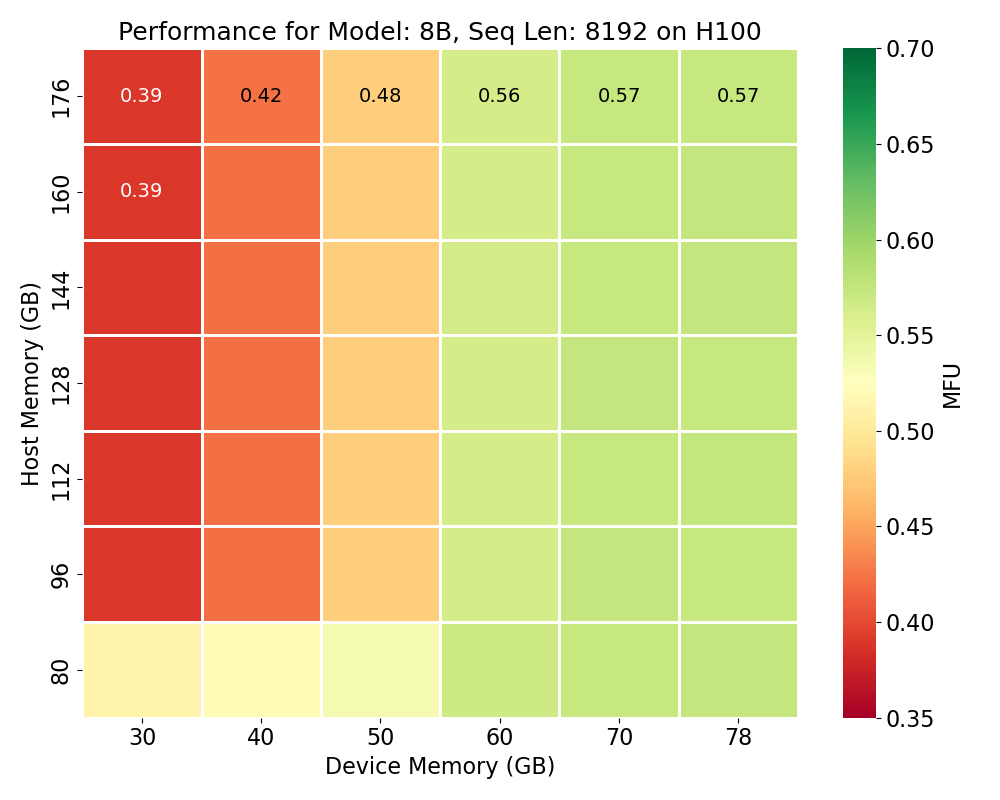 Performance for Model: 8B, Seq Len: 8192 on H100
0.39 0.42 0.48 0.56 0.57 0.57
0.39
176
160
144
128
112
96
80
Host Memory (GB)
30 40 50 60 70 78
Device Memory (GB)
0.70
0.65
0.60
0.55
0.50
0.45
0.40
0.35
MFU